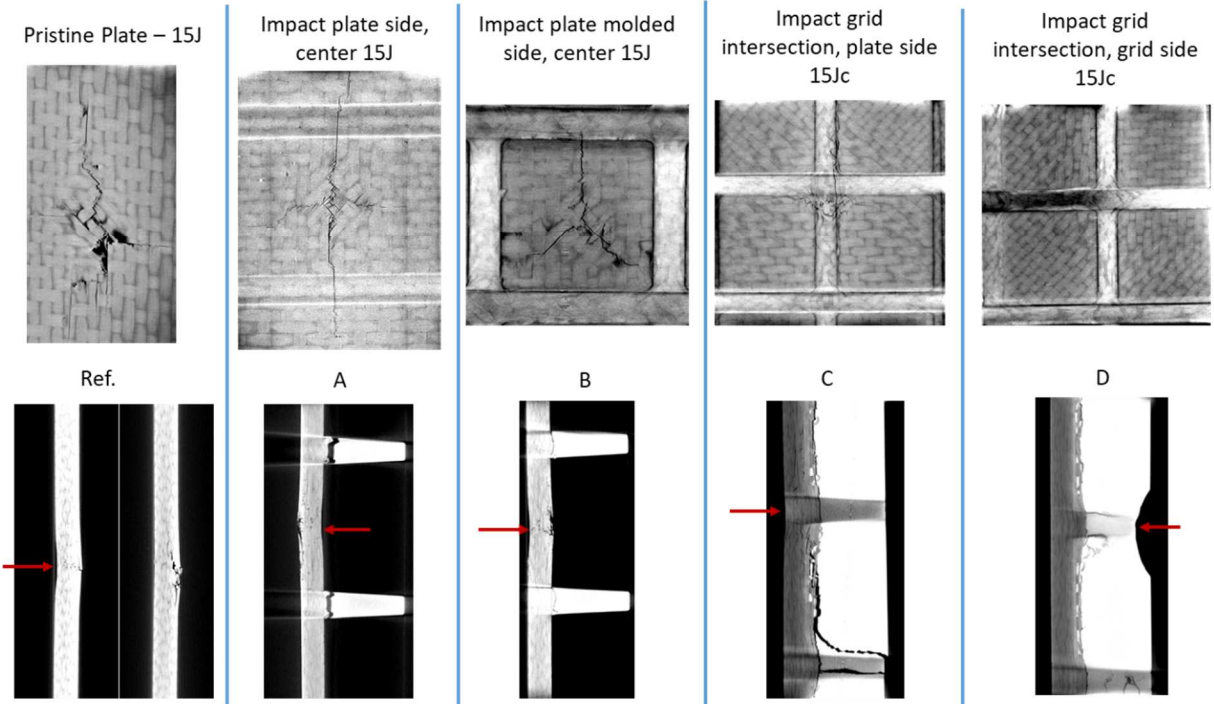 Pristine Plate – 15J
Impact plate side,
center 15J
Impact plate molded
side, center 15J
Impact grid
intersection, plate side
15Jc
Impact grid
intersection, grid side
15Jc
Ref.
A
B
C
D